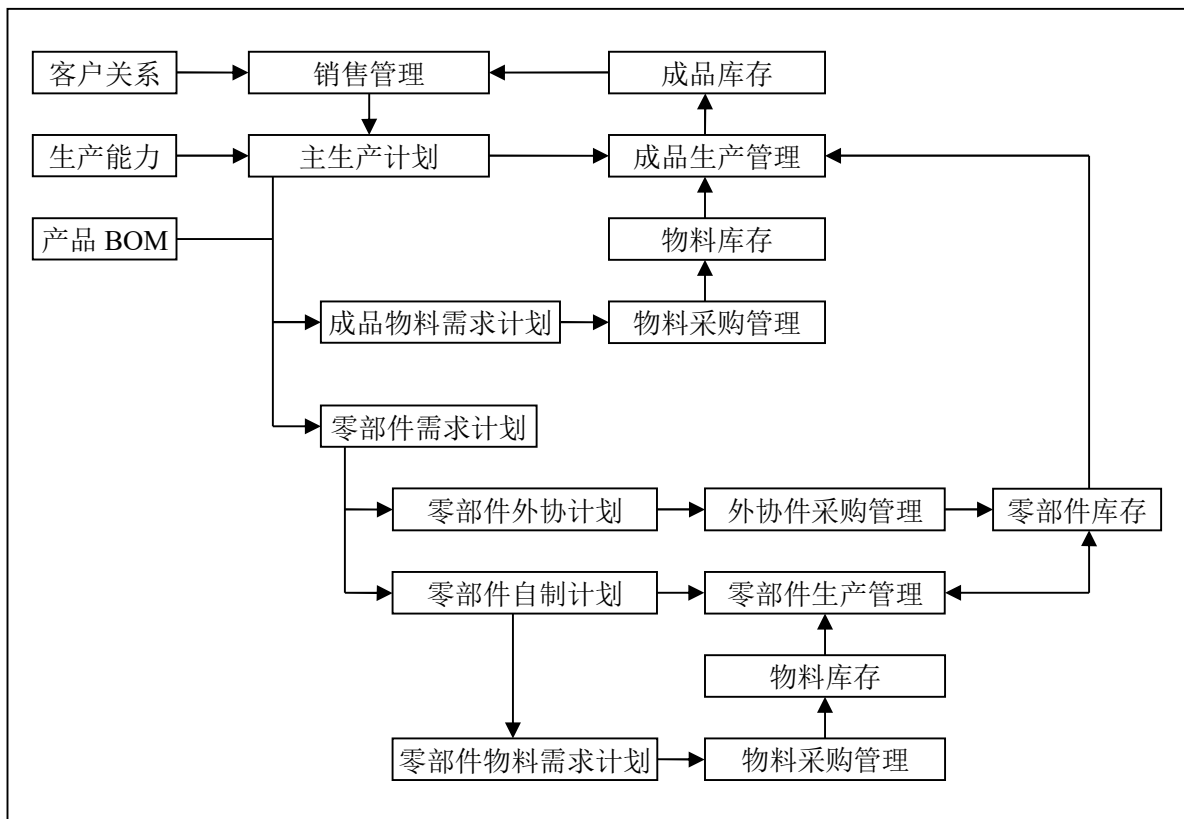 客户关系
销售管理
成品库存
生产能力
主生产计划
成品生产管理
产品 BOM
物料库存
成品物料需求计划
物料采购管理
零部件需求计划
零部件外协计划
外协件采购管理
零部件库存
零部件自制计划
零部件生产管理
物料库存
零部件物料需求计划
物料采购管理